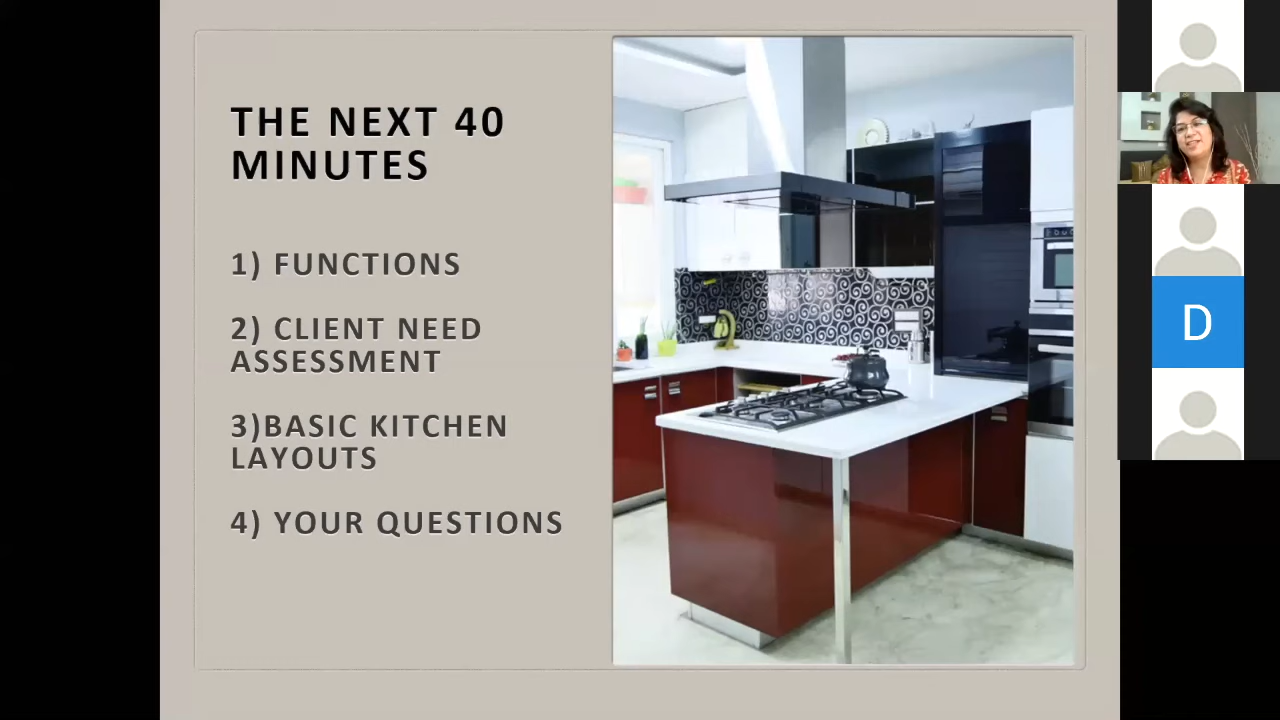 THE NEXT 40
MINUTES
1) FUNCTIONS
2) CLIENT NEED
ASSESSMENT
3)BASIC KITCHEN
LAYOUTS
4) YOUR QUESTIONS
D